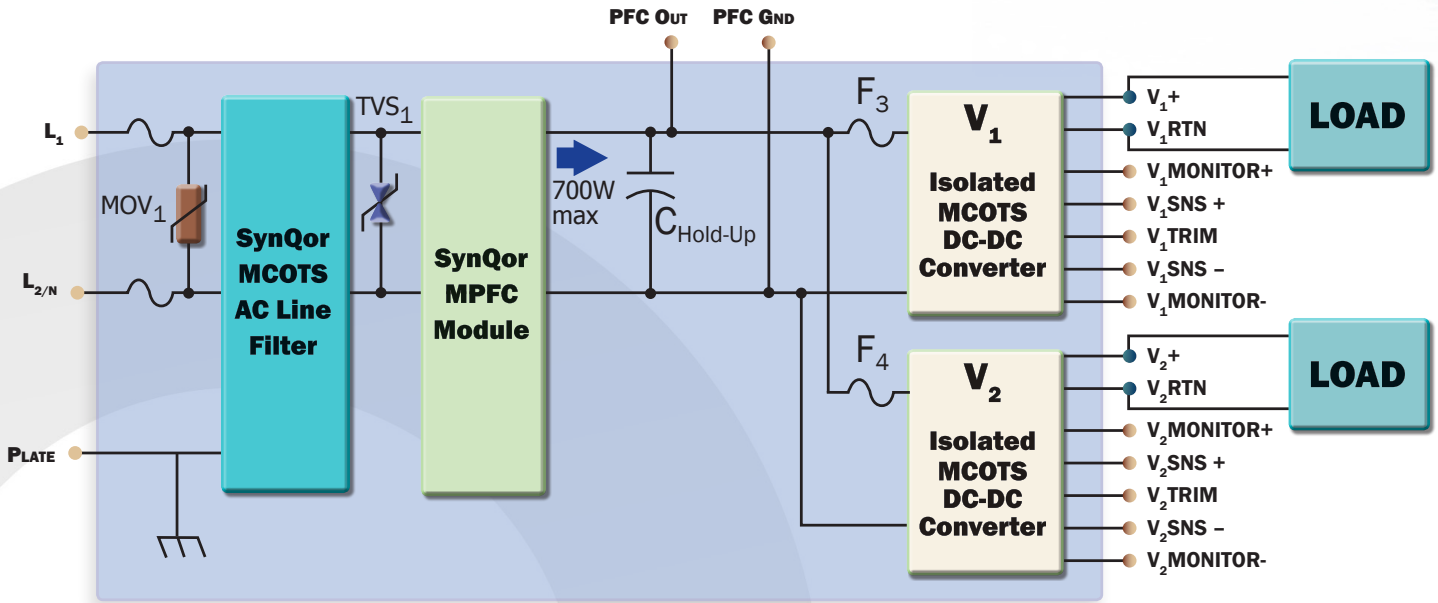 PFC OUT PFC GND
L1
MOV1
L2/N
PLATE
SynQor
MCOTS
AC Line
Filter
TVS1
SynQor
MPFC
Module
700W
max
CHold-Up
F3
V1
Isolated
MCOTS
DC-DC
Converter
V1+
V1RTN
V1MONITOR+
V1SNS +
V1TRIM
V1SNS –
V1MONITOR-
LOAD
F4
V2
Isolated
MCOTS
DC-DC
Converter
V2+
V2RTN
V2MONITOR+
V2SNS +
V2TRIM
V2SNS –
V2MONITOR-
LOAD